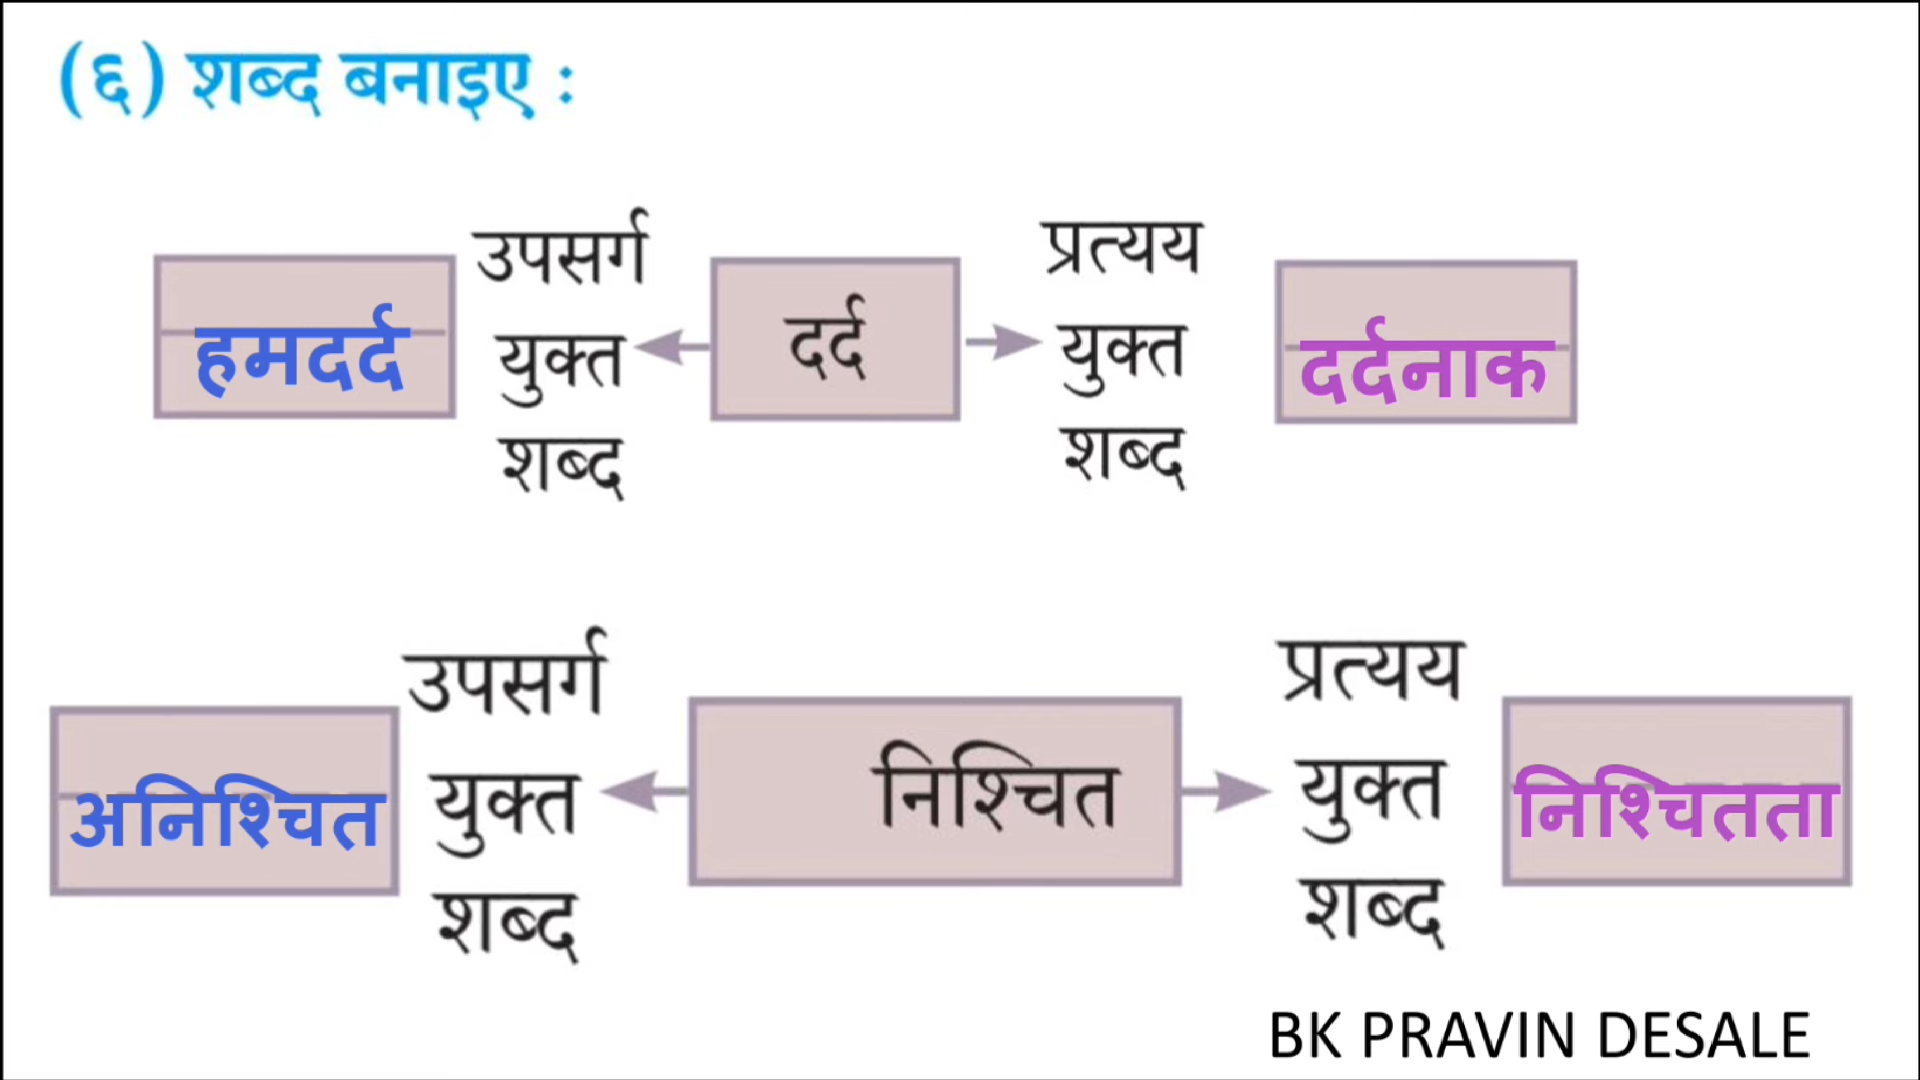 (६) शब्द बनाइए :
हमदर्द
उपसर्ग
युक्त
शब्द
दर्द
प्रत्यय
युक्त
शब्द
दर्दनाक
अनिश्चित
उपसर्ग
युक्त
शब्द
निश्चित
प्रत्यय
युक्त
शब्द
निश्चितता
BK PRAVIN DESALE